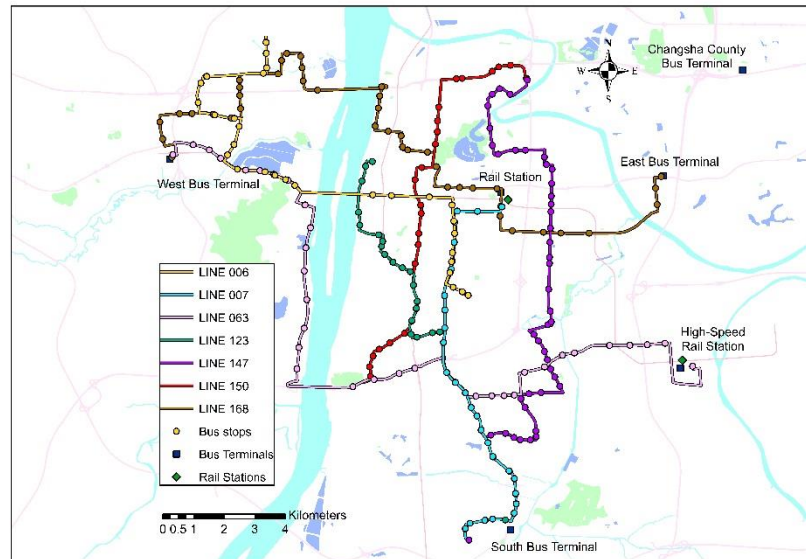 N
W E
S
Changsha County
Bus Terminal
East Bus Terminal
Rail Station
West Bus Terminal
LINE 006
LINE 007
LINE 063
LINE 123
LINE 147
LINE 150
LINE 168
Bus stops
Bus Terminals
Rail Stations
High-Speed
Rail Station
Kilometers
0 0.5 1 2 3 4
South Bus Terminal